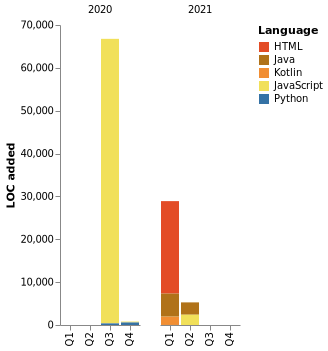 2020 2021
Language
HTML
Java
Kotlin
JavaScript
Python
LOC added
70,000
60,000
50,000
40,000
30,000
20,000
10,000
0
Q1 Q2 Q3 Q4 Q1 Q2 Q3 Q4